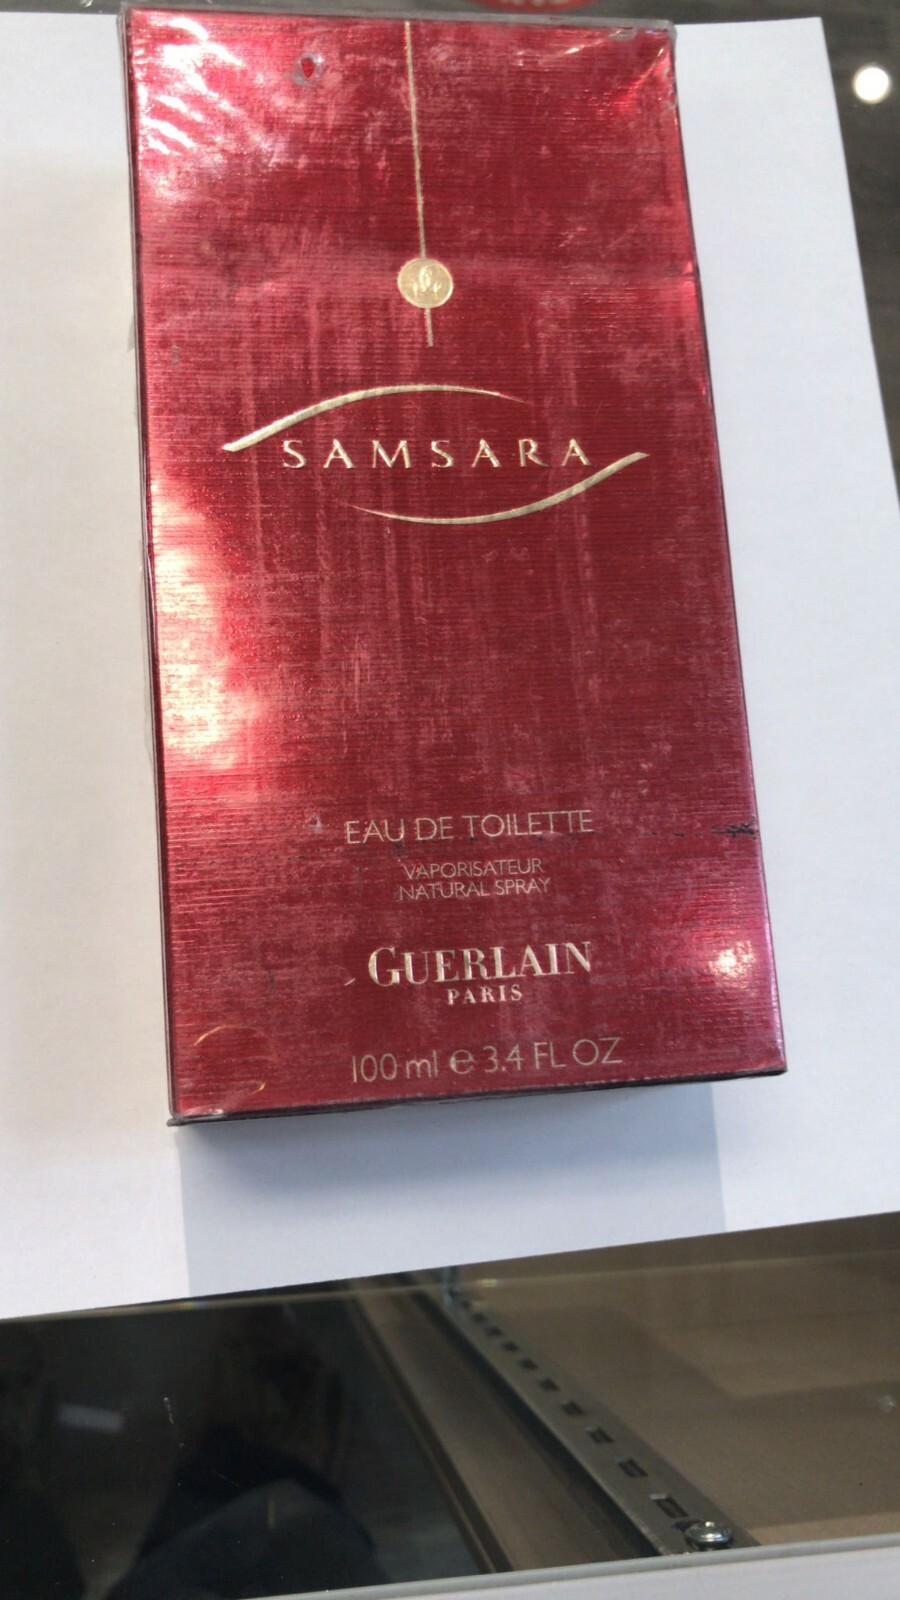 SAMSARA
EAU DE TOILETTE
VAPORISATEUR
NATURAL SPRAY
GUERLAIN
PARIS
100 ml e 3.4 FL OZ